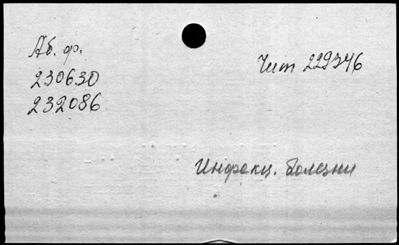 Аб. ф.
230630
232086
Чит 229346
Инфекц. болезни